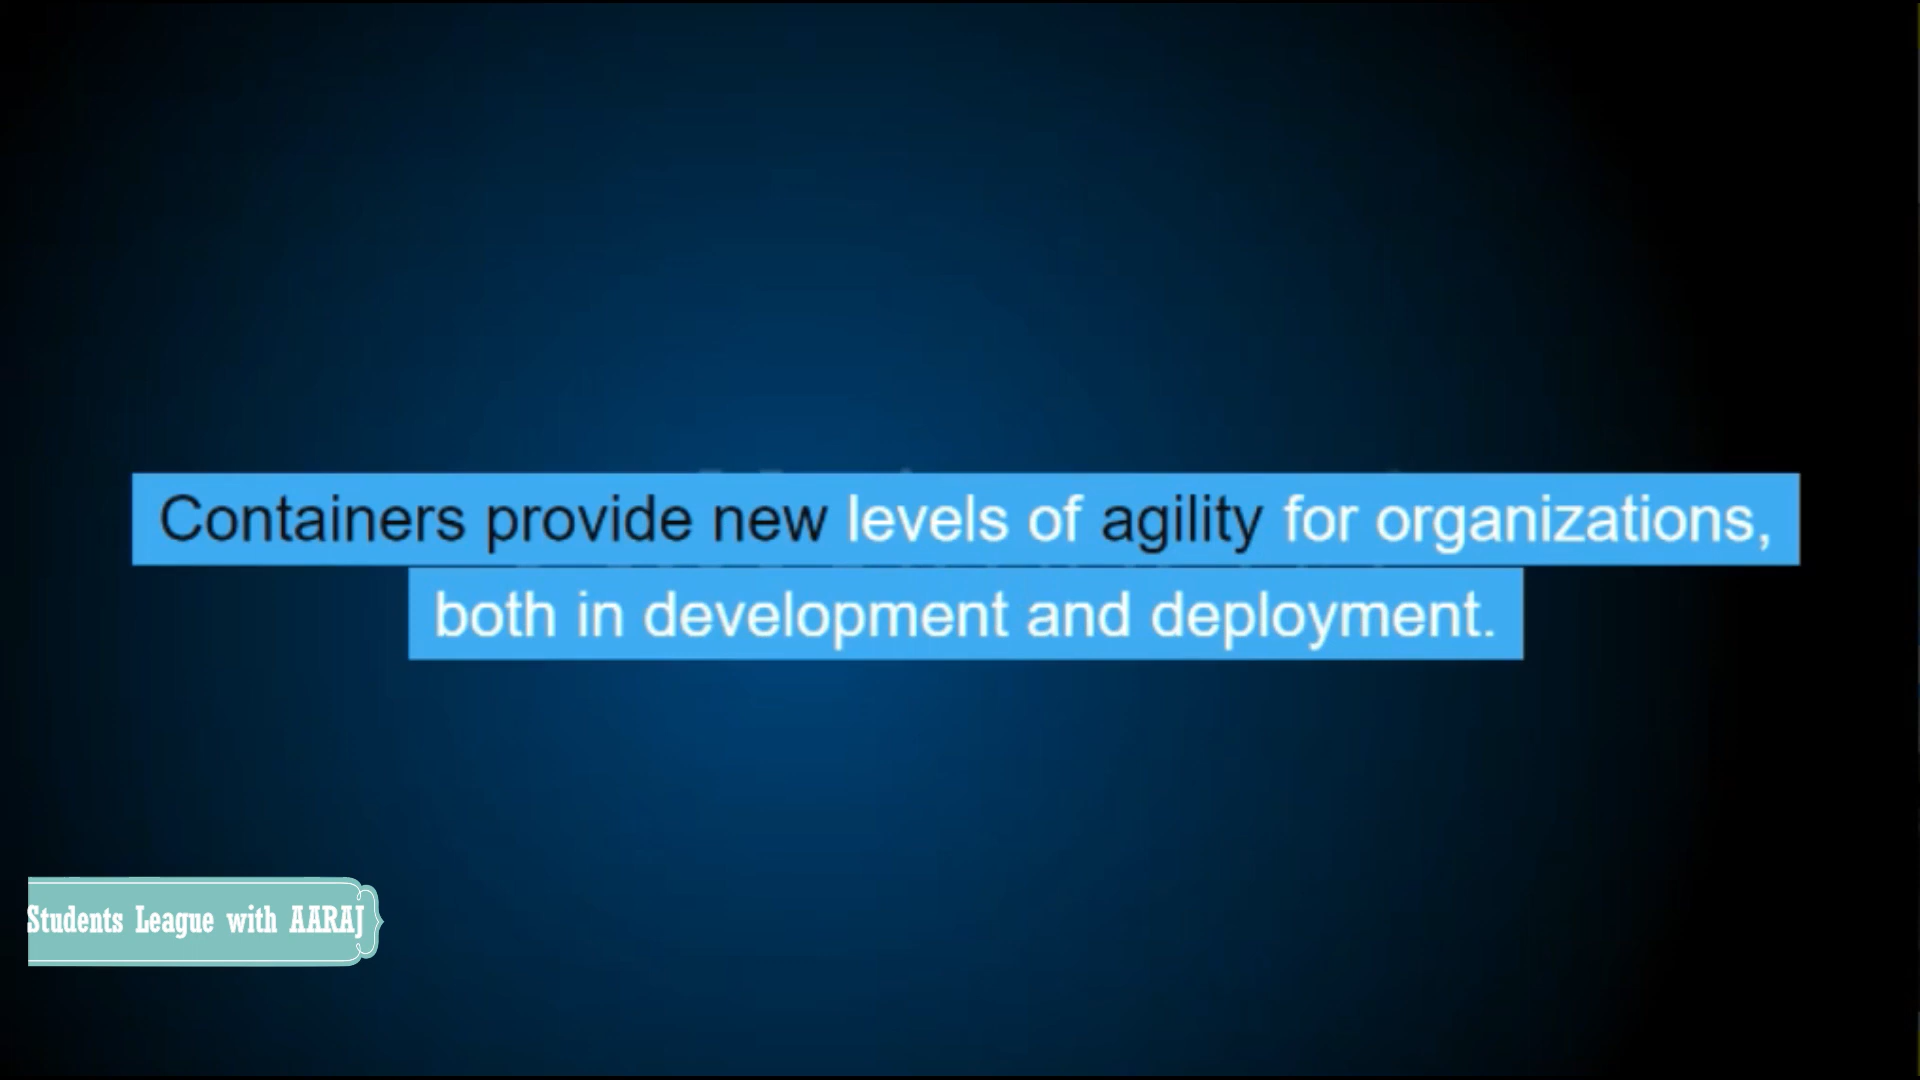 Containers provide new levels of agility for organizations,
both in development and deployment.
Students League with AARAJ